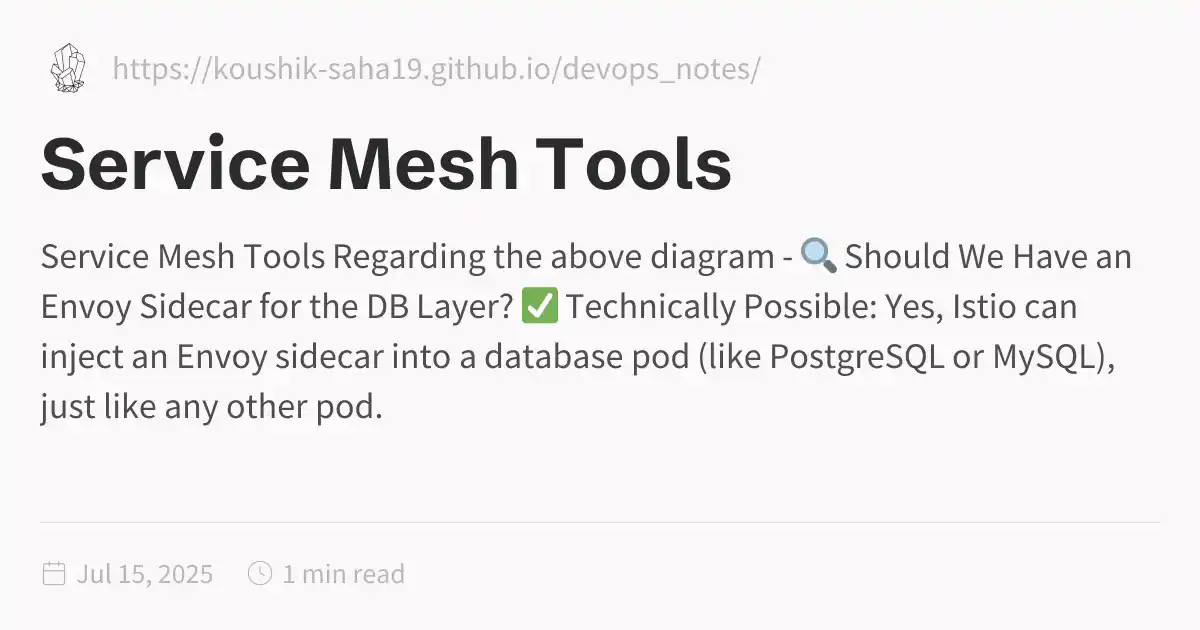 https://koushik-saha19.github.io/devops_notes/
Service Mesh Tools
Service Mesh Tools Regarding the above diagram - 🔍 Should We Have an
Envoy Sidecar for the DB Layer? ✅ Technically Possible: Yes, Istio can
inject an Envoy sidecar into a database pod (like PostgreSQL or MySQL),
just like any other pod.
Jul 15, 2025 1 min read